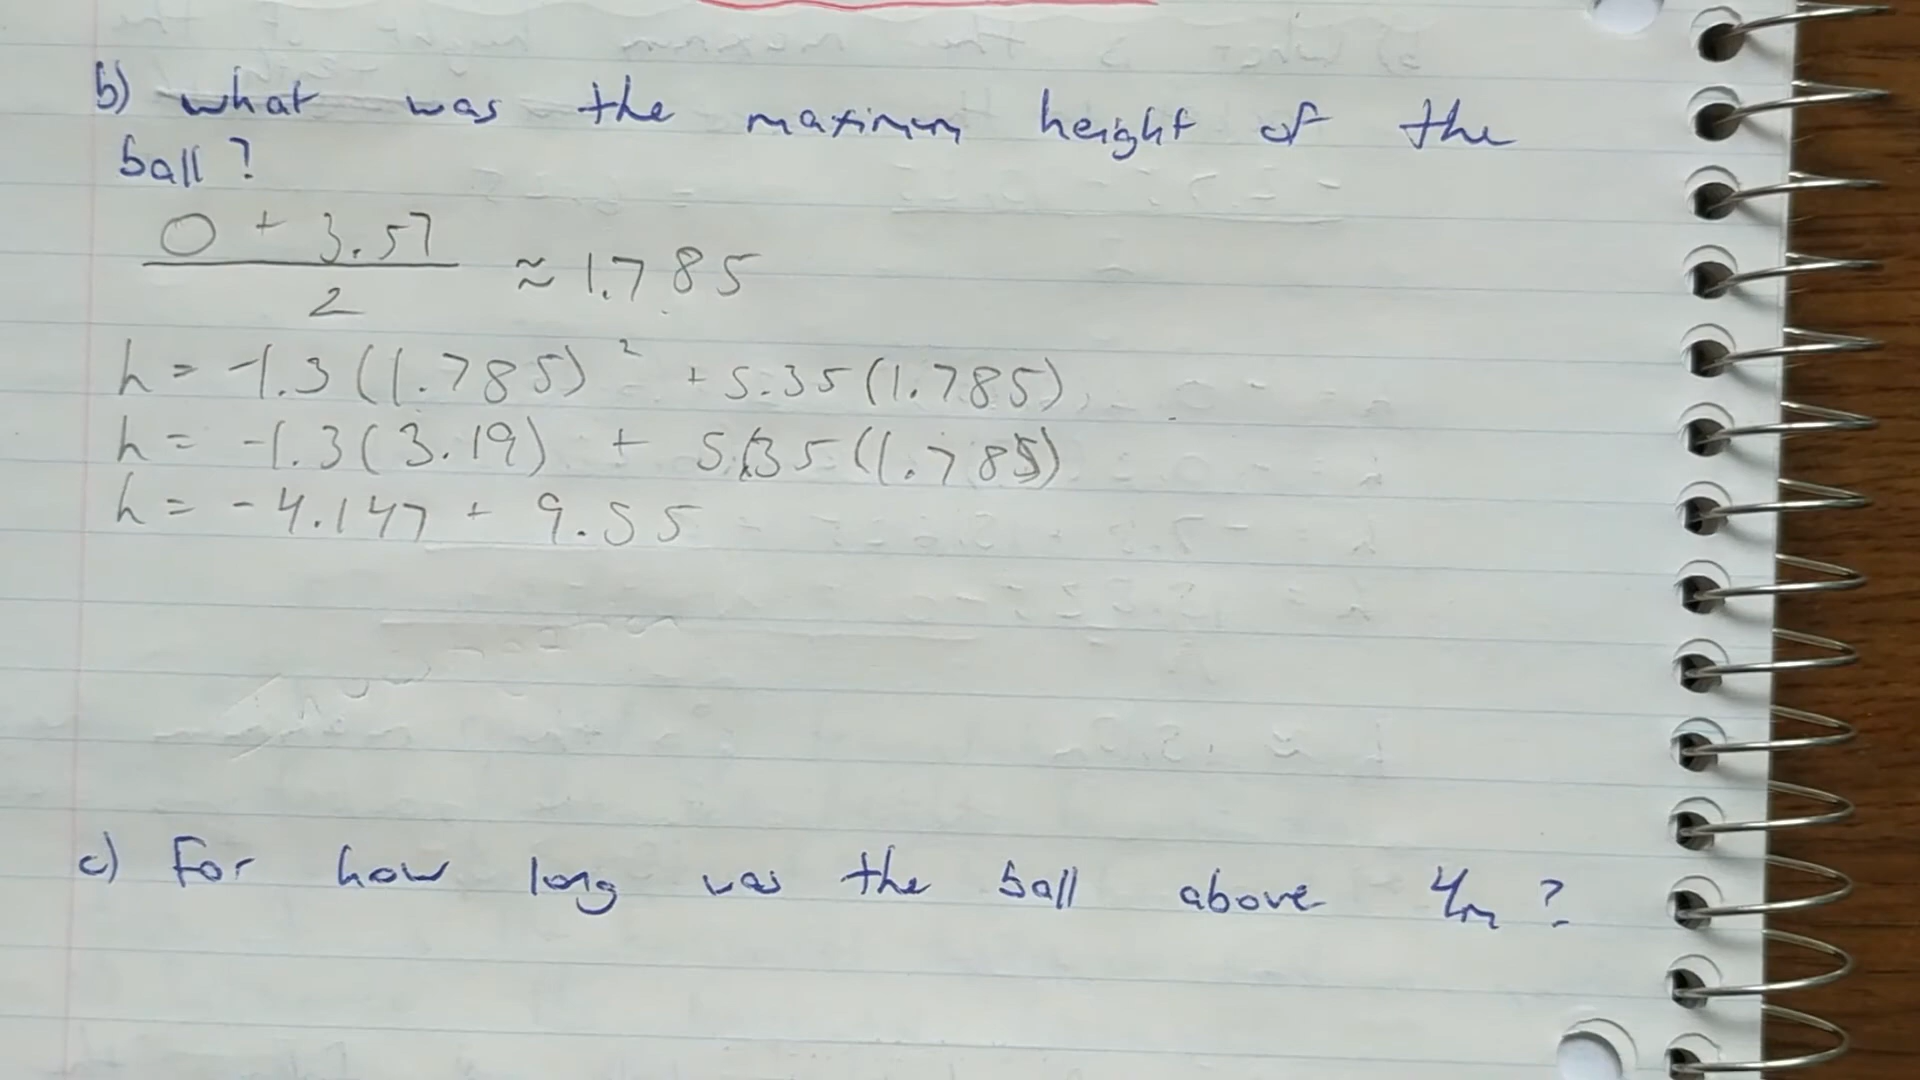 b) what was the maximum height of the
ball?
0 + 3.57
2
≈ 1.785
h = -1.3(1.785)² + 5.35(1.785)
h = -1.3(3.19) + 5.35(1.785)
h = -4.147 + 9.55
c) For how long was the ball above 4m?